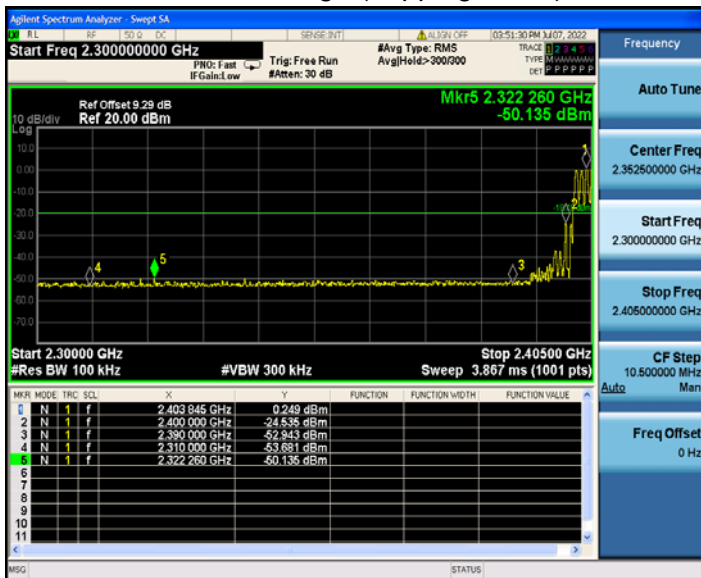 Agilent Spectrum Analyzer - Swept SA
RL RF 50 Ω DC SENSE:INT ALIGN OFF 03:51:30 PM Jul 07, 2022
Start Freq 2.300000000 GHz
PNO: Fast
IFGain:Low
Trig: Free Run
#Atten: 30 dB
#Avg Type: RMS
Avg|Hold:>300/300
TRACE 1 2 3 4 5 6
TYPE M
DET P P P P P P
Frequency
Mkr5 2.322 260 GHz
-50.135 dBm
Ref Offset 9.29 dB
Ref 20.00 dBm
10 dB/div
Log
10.0
0.00
-10.0
-20.0
-30.0
-40.0
-50.0
-60.0
-70.0
1
2
3
4
5
Start 2.30000 GHz
#Res BW 100 kHz
#VBW 300 kHz
Stop 2.40500 GHz
Sweep 3.867 ms (1001 pts)
MKR MODE TRC SCL X Y FUNCTION FUNCTION WIDTH FUNCTION VALUE
1 N 1 f 2.403 845 GHz 0.249 dBm
2 N 1 f 2.400 000 GHz -24.535 dBm
3 N 1 f 2.390 000 GHz -52.943 dBm
4 N 1 f 2.310 000 GHz -53.681 dBm
5 N 1 f 2.322 260 GHz -50.135 dBm
6
7
8
9
10
11
Auto Tune
Center Freq
2.352500000 GHz
Start Freq
2.300000000 GHz
Stop Freq
2.405000000 GHz
CF Step
10.500000 MHz
Auto Man
Freq Offset
0 Hz
MSG STATUS